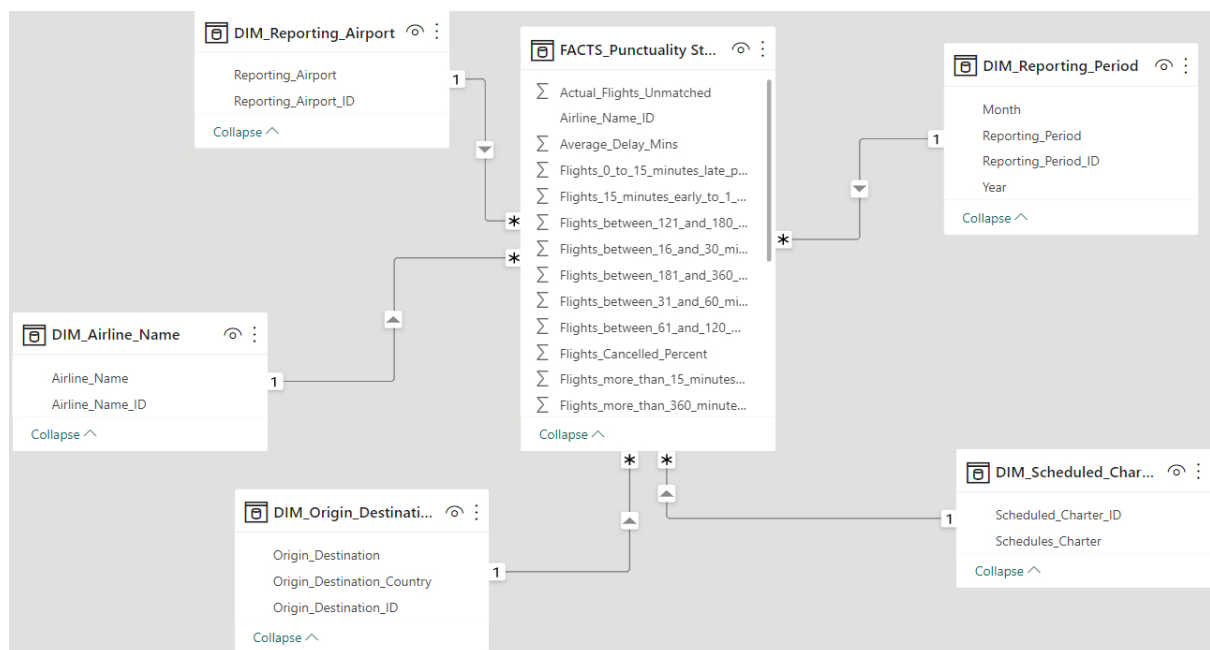 DIM_Reporting_Airport
Reporting_Airport
Reporting_Airport_ID
Collapse
1
FACTS_Punctuality St...
Actual_Flights_Unmatched
Airline_Name_ID
Average_Delay_Mins
Flights_0_to_15_minutes_late_p...
Flights_15_minutes_early_to_1_...
Flights_between_121_and_180_...
Flights_between_16_and_30_mi...
Flights_between_181_and_360_...
Flights_between_31_and_60_mi...
Flights_between_61_and_120_...
Flights_Cancelled_Percent
Flights_more_than_15_minutes...
Flights_more_than_360_minute...
Collapse
*
*
*
*
*
DIM_Reporting_Period
Month
Reporting_Period
Reporting_Period_ID
Year
Collapse
1
DIM_Airline_Name
Airline_Name
Airline_Name_ID
Collapse
1
DIM_Origin_Destinati...
Origin_Destination
Origin_Destination_Country
Origin_Destination_ID
Collapse
1
DIM_Scheduled_Char...
Scheduled_Charter_ID
Schedules_Charter
Collapse
1